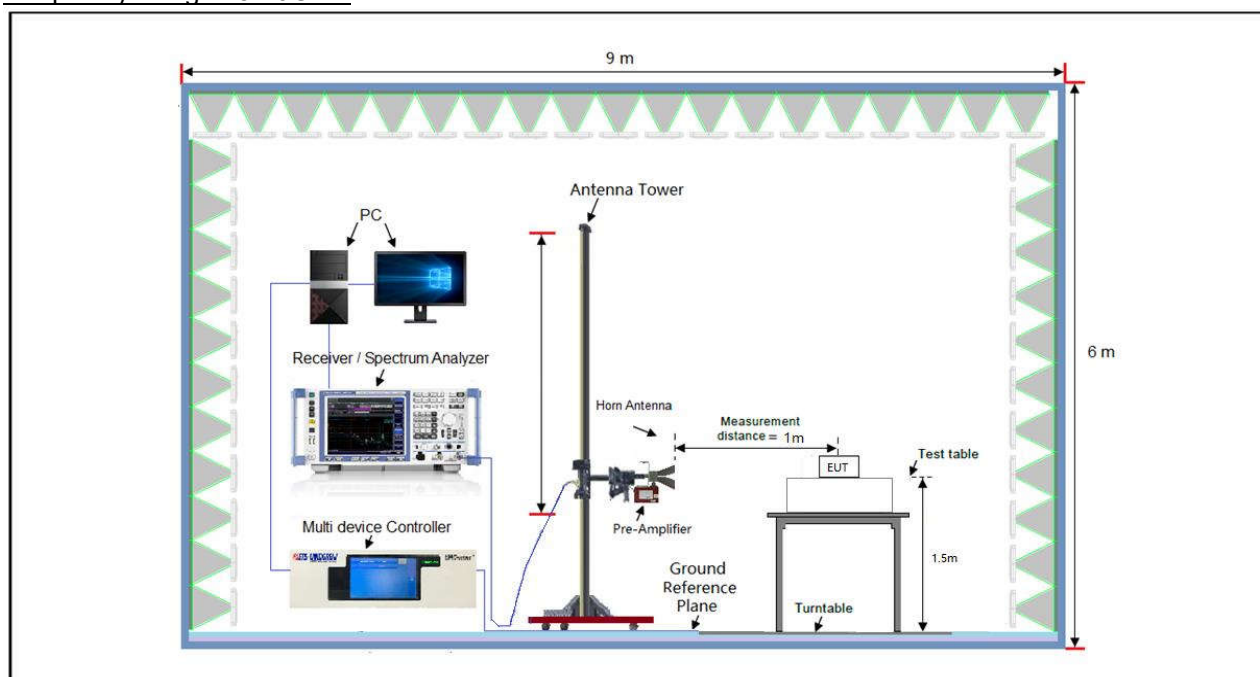 9 m
Antenna Tower
PC
Receiver / Spectrum Analyzer
6 m
Horn Antenna
Measurement
distance = 1m
EUT
Test table
Pre-Amplifier
Multi device Controller
1.5m
Ground
Reference
Plane
Turntable